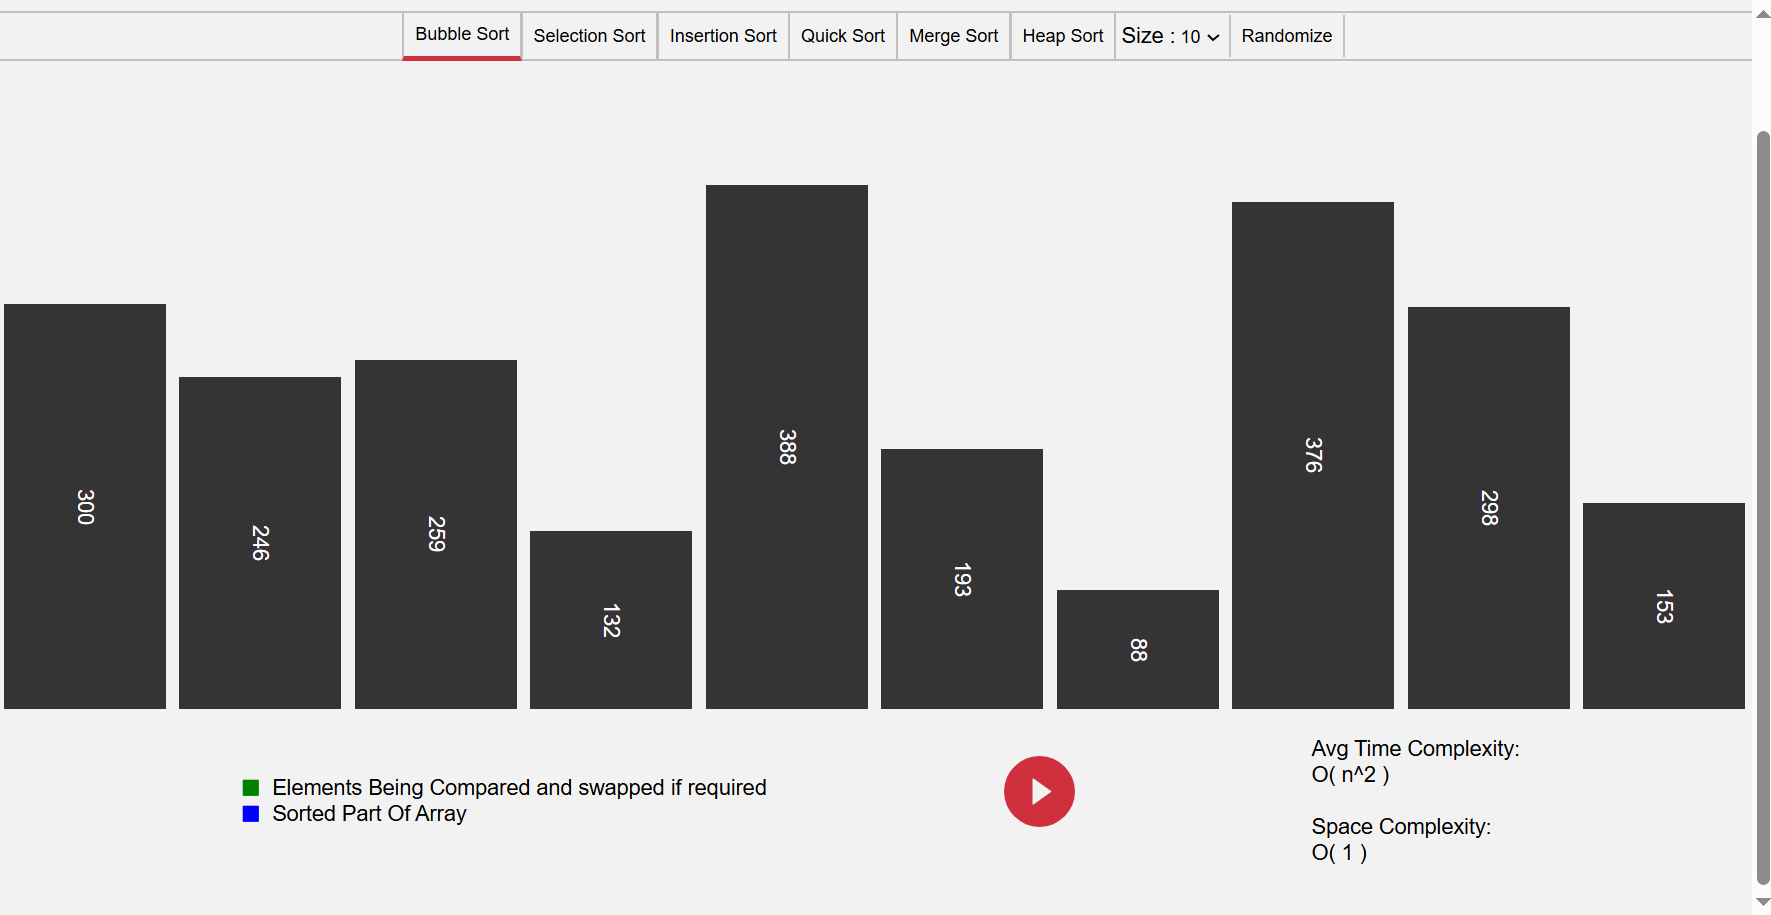 Bubble Sort Selection Sort Insertion Sort Quick Sort Merge Sort Heap Sort Size : 10 Randomize
300 246 259 132 388 193 88 376 298 153
Elements Being Compared and swapped if required
Sorted Part Of Array
Avg Time Complexity:
O( n^2 )
Space Complexity:
O( 1 )